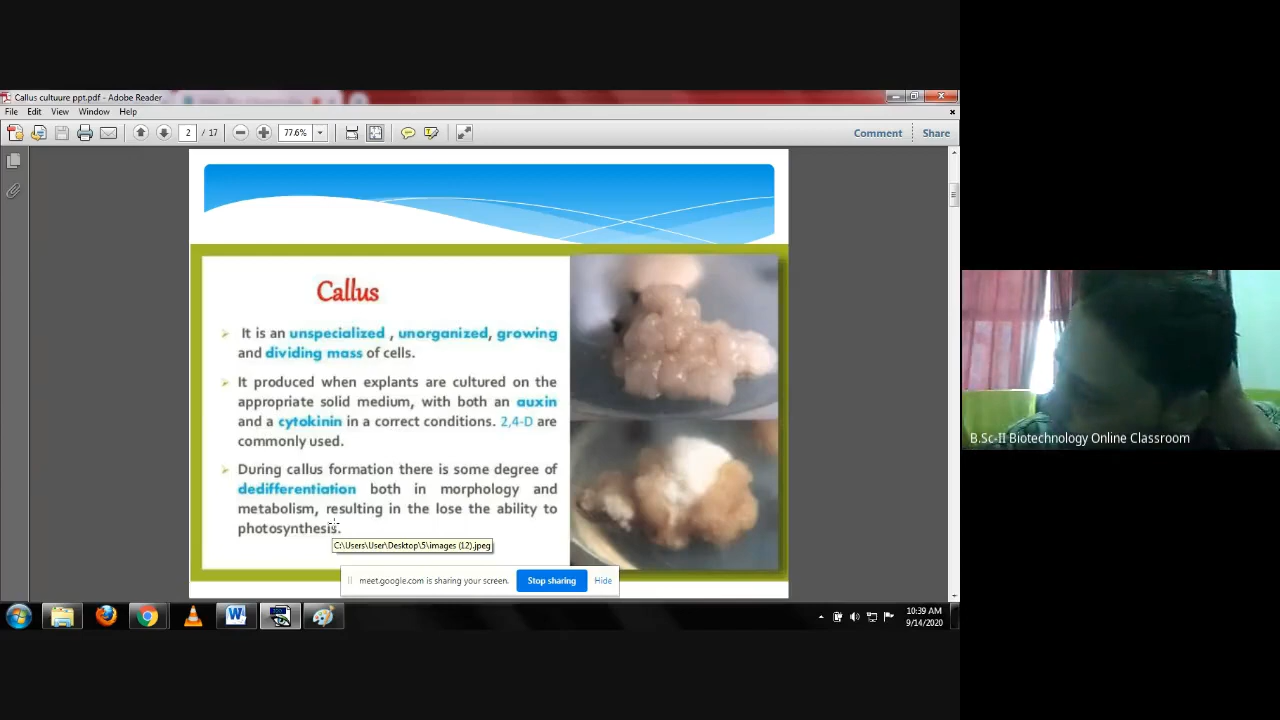 Callus cultuure ppt.pdf - Adobe Reader
File Edit View Window Help
2 / 17 77.6% Comment Share
Callus
It is an unspecialized , unorganized, growing
and dividing mass of cells.
It produced when explants are cultured on the
appropriate solid medium, with both an auxin
and a cytokinin in a correct conditions. 2,4-D are
commonly used.
During callus formation there is some degree of
dedifferentiation both in morphology and
metabolism, resulting in the lose the ability to
photosynthesis.
C:\Users\User\Desktop\5\images (12).jpeg
meet.google.com is sharing your screen. Stop sharing Hide
10:39 AM
9/14/2020
B.Sc-II Biotechnology Online Classroom